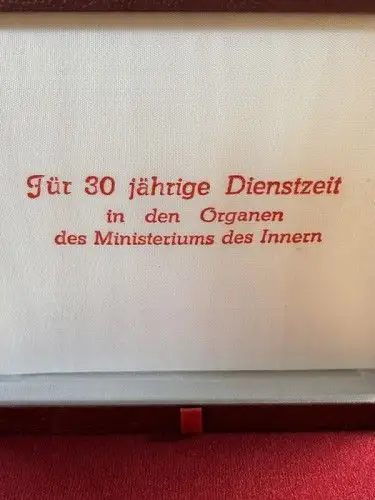 Für 30 jährige Dienstzeit
in den Organen
des Ministeriums des Innern